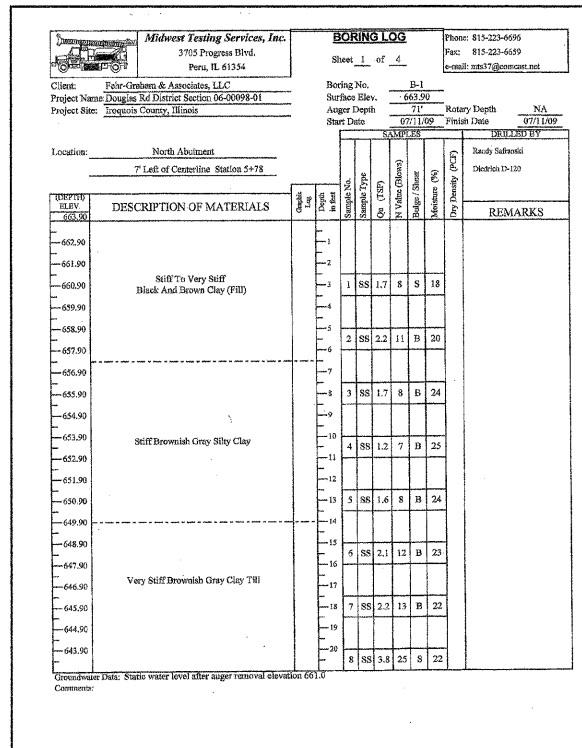 Midwest Testing Services, Inc.
3705 Progress Blvd.
Peru, IL 61354
BORING LOG
Sheet 1 of 4
Phone: 815-223-6696
Fax: 815-223-6659
e-mail: mts37@comcast.net
Client: Fehr-Graham & Associates, LLC
Project Name: Douglas Rd District Section 06-00098-01
Project Site: Iroquois County, Illinois
Boring No. B-1
Surface Elev. 663.90
Auger Depth 71' Rotary Depth NA
Start Date 07/11/09 Finish Date 07/11/09
SAMPLES
DRILLED BY
Location: North Abutment
7' Left of Centerline Station 5+78
Randy Safranski
Diedrich D-120
(DEPTH) ELEV. 663.90
DESCRIPTION OF MATERIALS
Graphic Log
Depth in feet
Sample No.
Sample Type
Qu (TSF)
N Value (Blows)
Bulge / Shear
Moisture (%)
Dry Density (PCF)
REMARKS
662.90 1
661.90 2
Stiff To Very Stiff
660.90 3 1 SS 1.7 8 S 18
Black And Brown Clay (Fill)
659.90 4
658.90 5
2 SS 2.2 11 B 20
657.90 6
656.90 7
655.90 8 3 SS 1.7 8 B 24
654.90 9
653.90 10
Stiff Brownish Gray Silty Clay
4 SS 1.2 7 B 25
652.90 11
651.90 12
650.90 13 5 SS 1.6 8 B 24
649.90 14
648.90 15
6 SS 2.1 12 B 23
647.90 16
Very Stiff Brownish Gray Clay Till
646.90 17
645.90 18 7 SS 2.2 13 B 22
644.90 19
643.90 20
8 SS 3.8 25 S 22
Groundwater Data: Static water level after auger removal elevation 661.0
Comments: